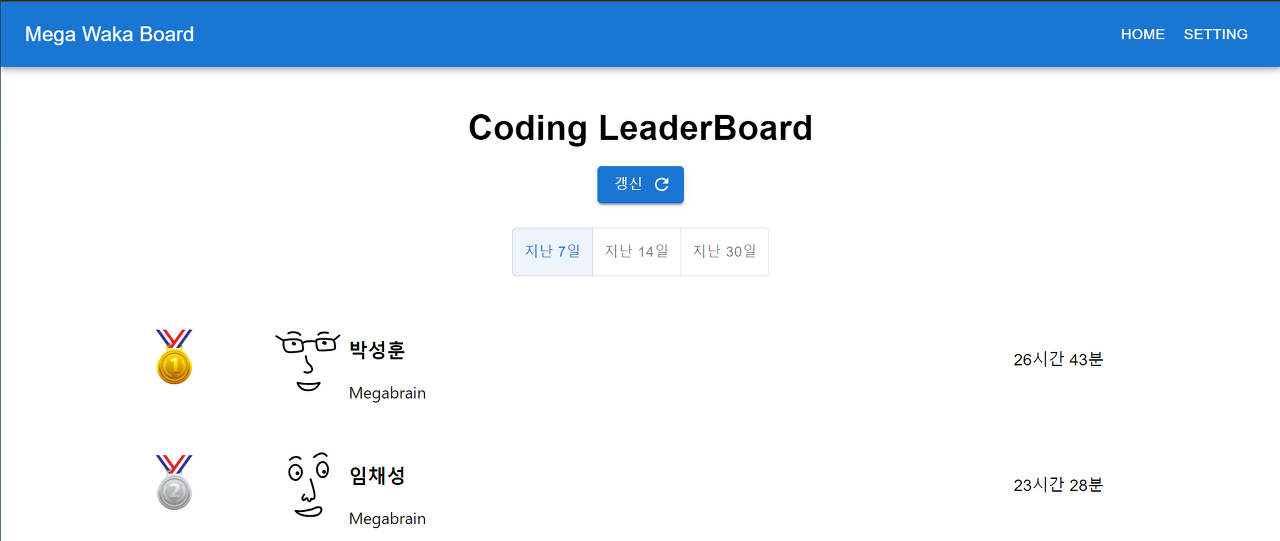 Mega Waka Board HOME SETTING
Coding LeaderBoard
갱신
지난 7일 지난 14일 지난 30일
1 박성훈 26시간 43분
Megabrain
2 임채성 23시간 28분
Megabrain